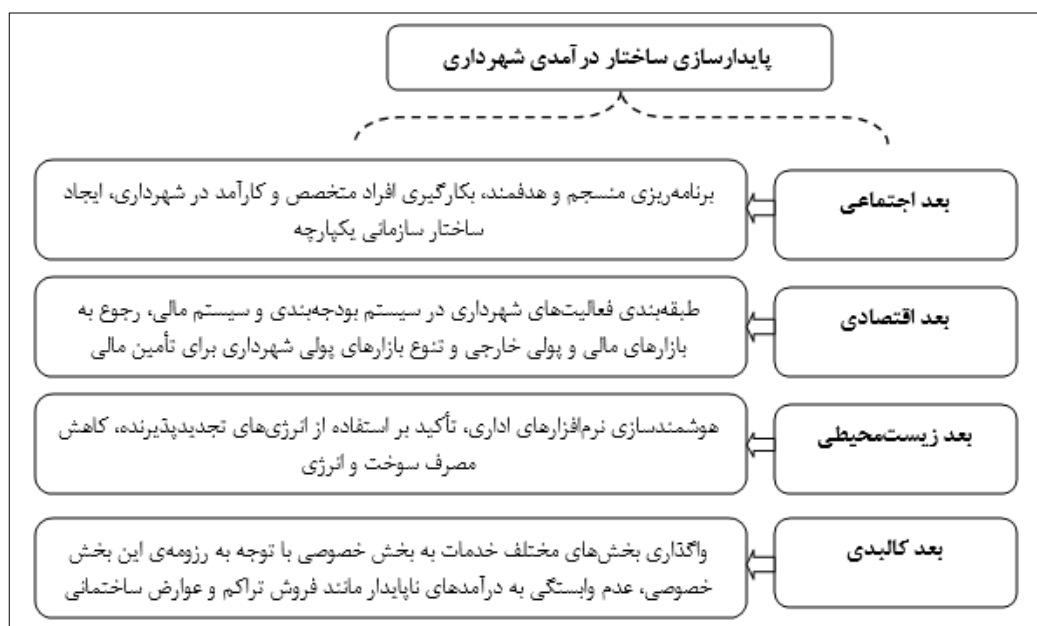 پایدارسازی ساختار درآمدی شهرداری
بعد اجتماعی
برنامه‌ریزی منسجم و هدفمند، بکارگیری افراد متخصص و کارآمد در شهرداری، ایجاد
ساختار سازمانی یکپارچه
بعد اقتصادی
طبقه‌بندی فعالیت‌های شهرداری در سیستم بودجه‌بندی و سیستم مالی، رجوع به
بازارهای مالی و پولی خارجی و تنوع بازارهای پولی شهرداری برای تأمین مالی
بعد زیست‌محیطی
هوشمندسازی نرم‌افزارهای اداری، تأکید بر استفاده از انرژی‌های تجدیدپذیرنده، کاهش
مصرف سوخت و انرژی
بعد کالبدی
واگذاری بخش‌های مختلف خدمات به بخش خصوصی با توجه به رزومه‌ی این بخش
خصوصی، عدم وابستگی به درآمدهای ناپایدار مانند فروش تراکم و عوارض ساختمانی